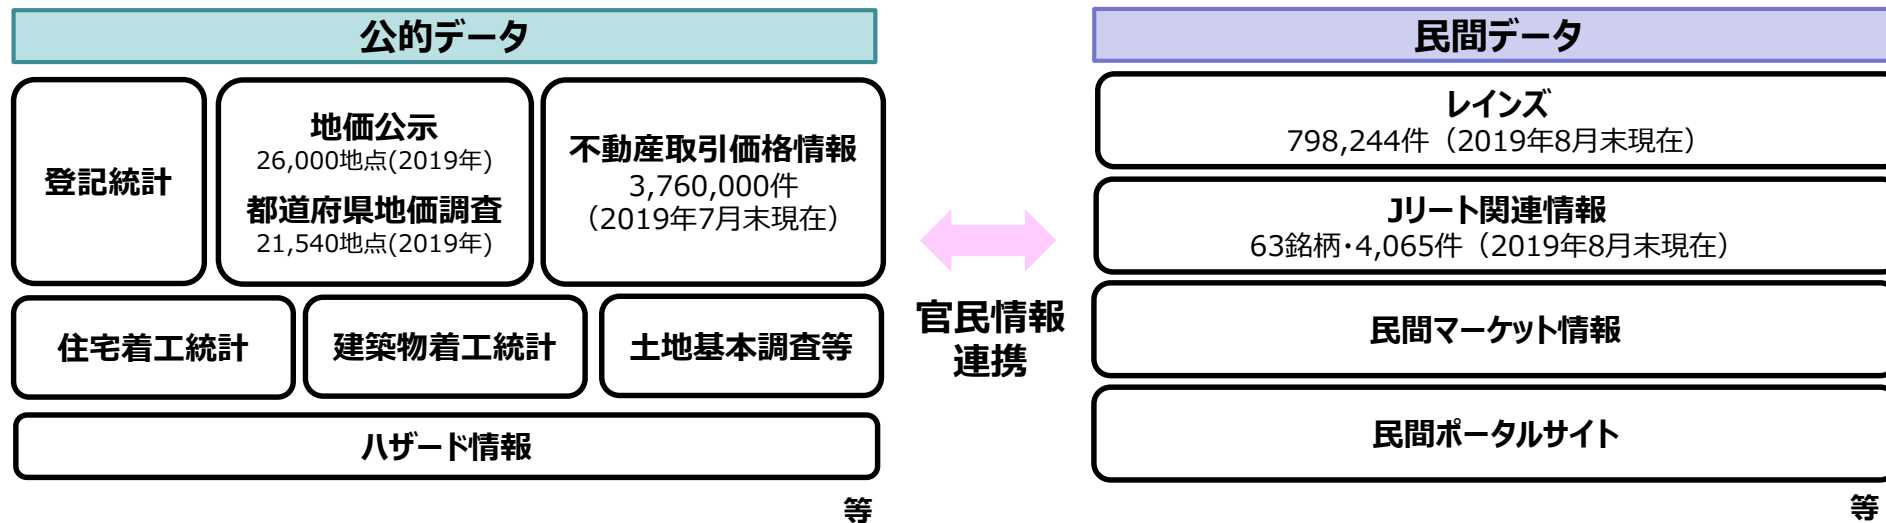 公的データ
登記統計
地価公示
26,000地点(2019年)
都道府県地価調査
21,540地点(2019年)
不動産取引価格情報
3,760,000件
（2019年7月末現在）
住宅着工統計
建築物着工統計
土地基本調査等
ハザード情報
等
官民情報
連携
民間データ
レインズ
798,244件（2019年8月末現在）
Jリート関連情報
63銘柄・4,065件（2019年8月末現在）
民間マーケット情報
民間ポータルサイト
等